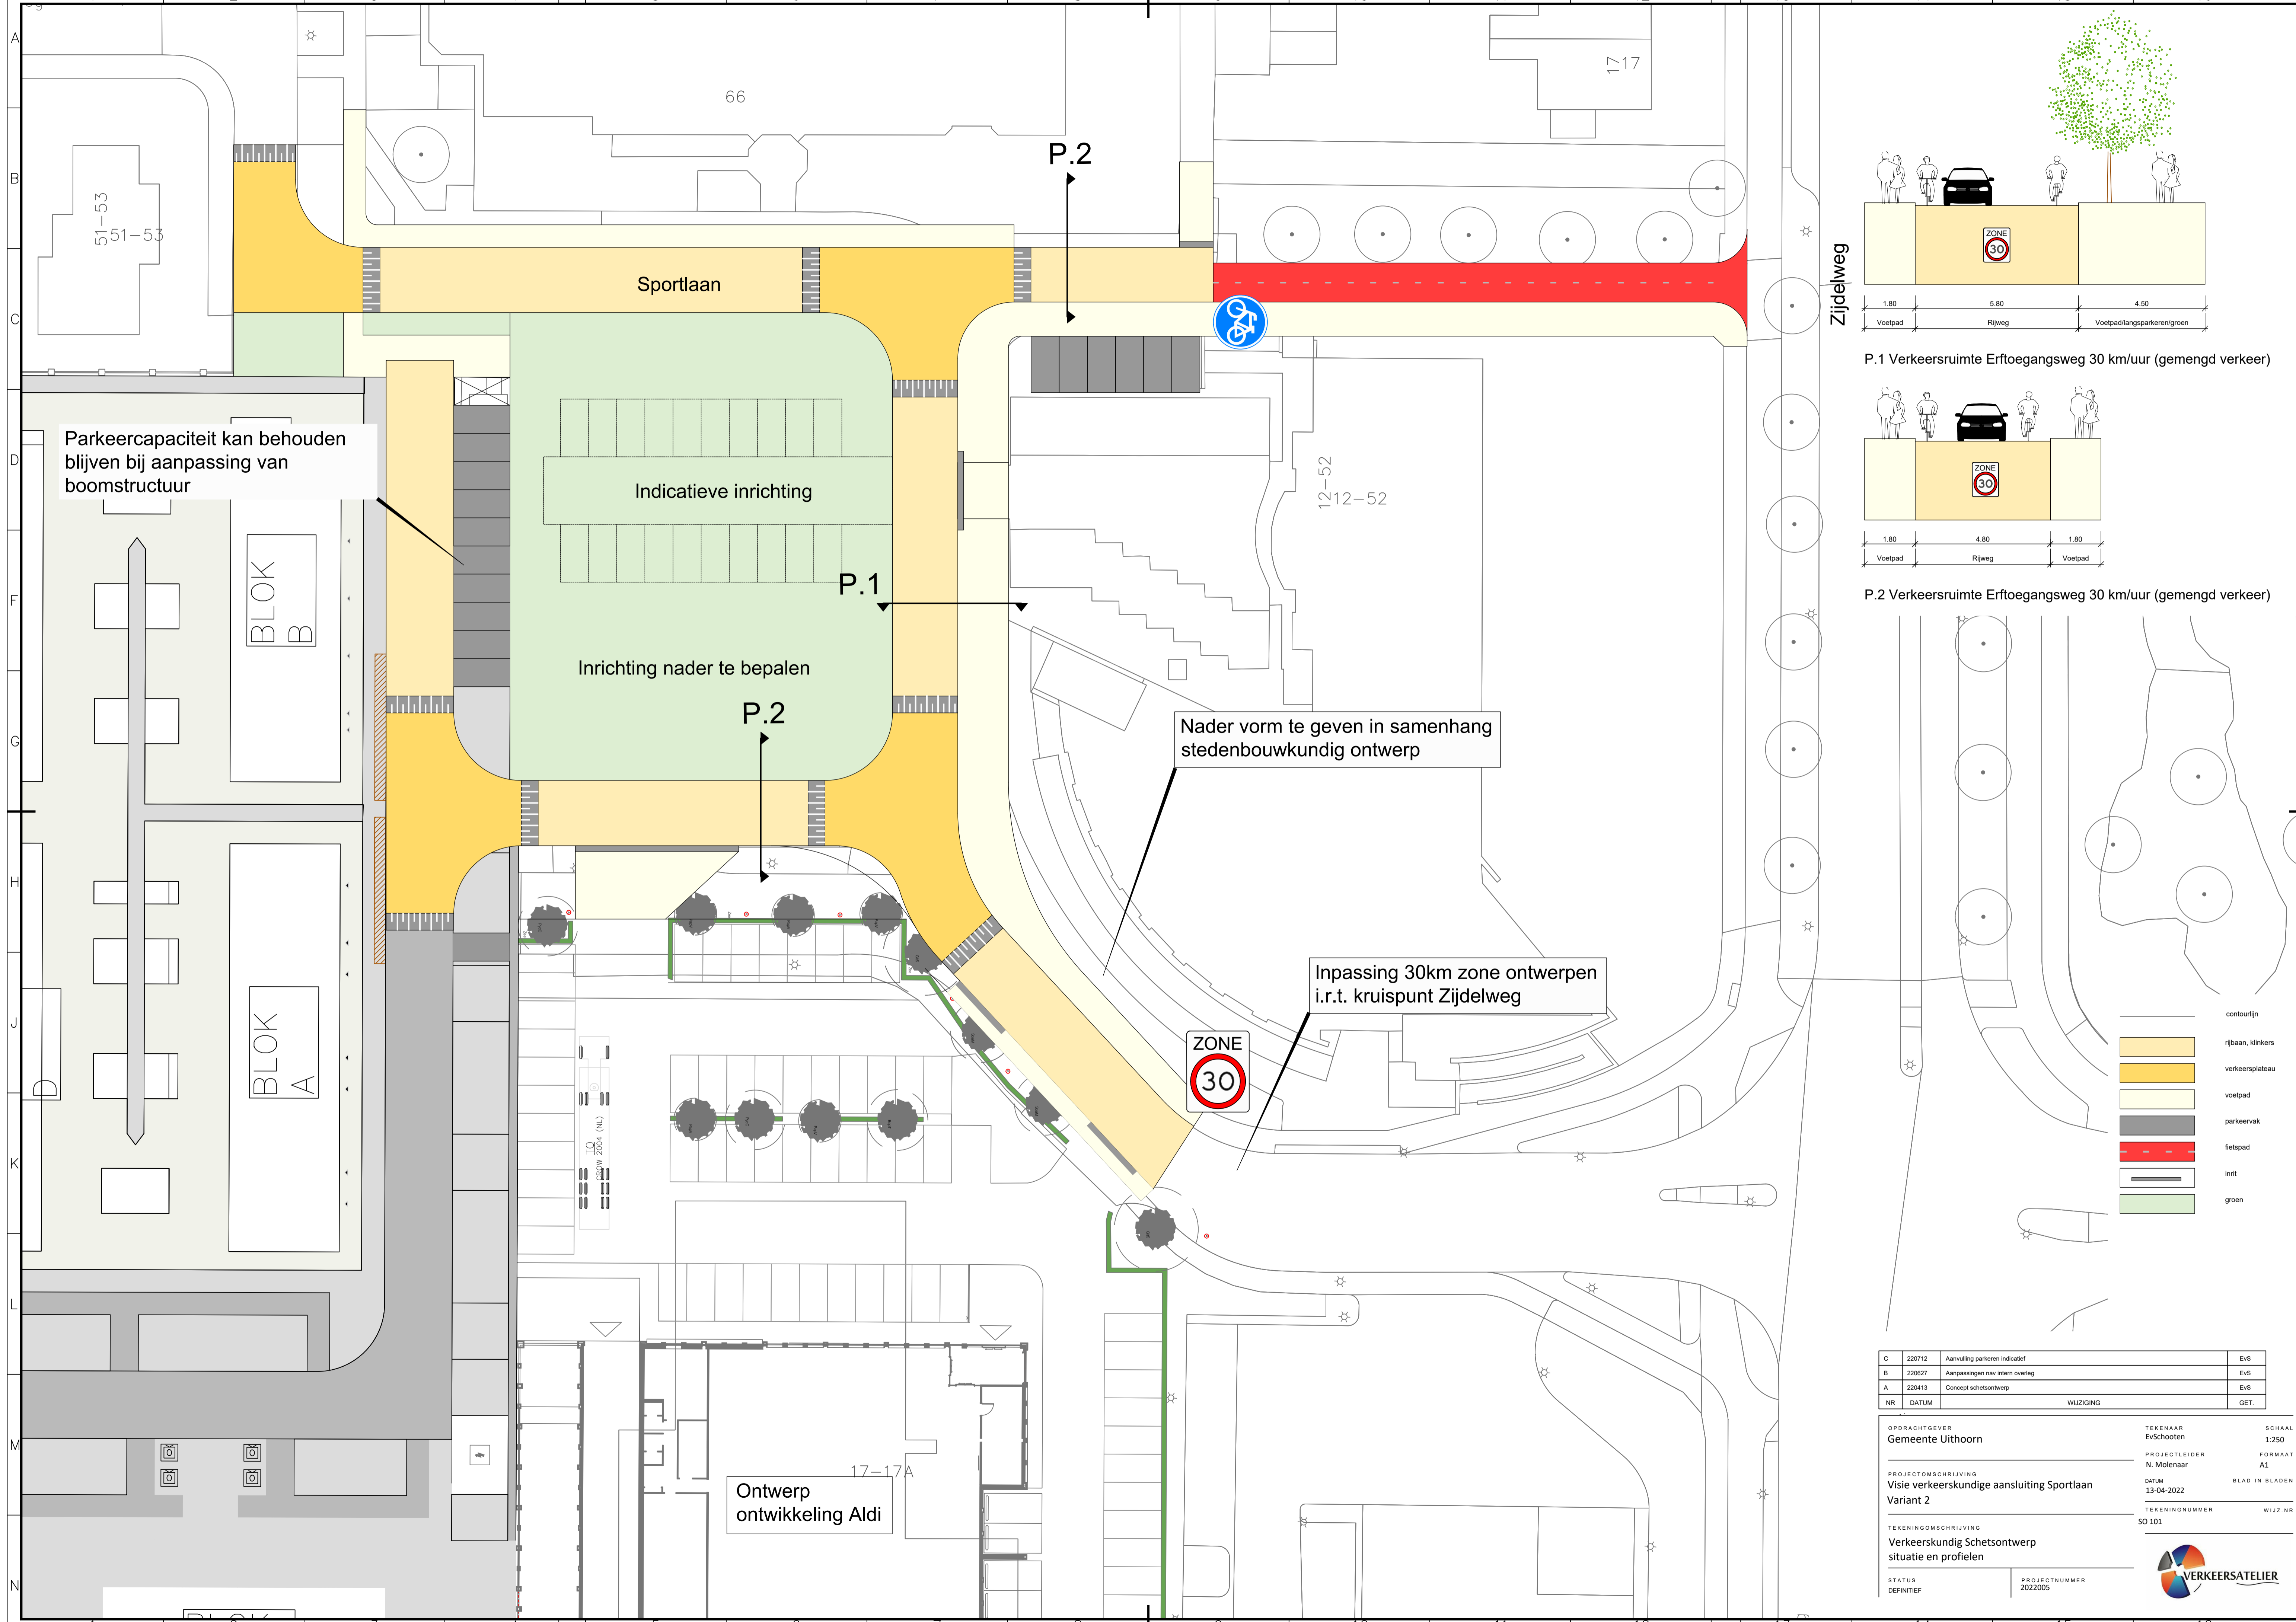 A
B
C
D
F
G
H
J
K
L
M
N
66
17
17
51-53
51-53
P.2
Sportlaan
Zijdelweg
Parkeercapaciteit kan behouden
blijven bij aanpassing van
boomstructuur
Indicatieve inrichting
12-52
12-52
BLOK
B
P.1
Inrichting nader te bepalen
P.2
Nader vorm te geven in samenhang
stedenbouwkundig ontwerp
Inpassing 30km zone ontwerpen
i.r.t. kruispunt Zijdelweg
ZONE
30
BLOK
A
D
TO
CROW 2004 (NL)
17-17A
Ontwerp
ontwikkeling Aldi
BLOK
ZONE
30
1.80
5.80
4.50
Voetpad
Rijweg
Voetpad/langsparkeren/groen
P.1 Verkeersruimte Erftoegangsweg 30 km/uur (gemengd verkeer)
ZONE
30
1.80
4.80
1.80
Voetpad
Rijweg
Voetpad
P.2 Verkeersruimte Erftoegangsweg 30 km/uur (gemengd verkeer)
contourlijn
rijbaan, klinkers
verkeersplateau
voetpad
parkeervak
fietspad
inrit
groen
C 220712 Aanvulling parkeren indicatief EvS
B 220627 Aanpassingen nav intern overleg EvS
A 220413 Concept schetsontwerp EvS
NR DATUM WIJZIGING GET.
OPDRACHTGEVER
Gemeente Uithoorn
TEKENAAR
EvSchooten
SCHAAL
1:250
PROJECTLEIDER
N. Molenaar
FORMAAT
A1
PROJECTOMSCHRIJVING
Visie verkeerskundige aansluiting Sportlaan
Variant 2
DATUM
13-04-2022
BLAD IN BLADEN
TEKENINGNUMMER
SO 101
WIJZ.NR
TEKENINGOMSCHRIJVING
Verkeerskundig Schetsontwerp
situatie en profielen
STATUS
DEFINITIEF
PROJECTNUMMER
2022005
VERKEERSATELIER